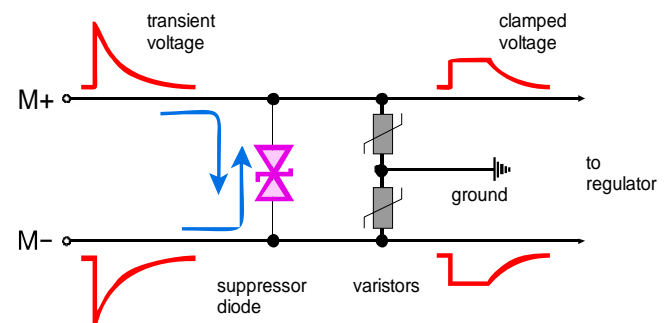 transient
voltage
clamped
voltage
M+
to
regulator
ground
M−
suppressor
diode
varistors